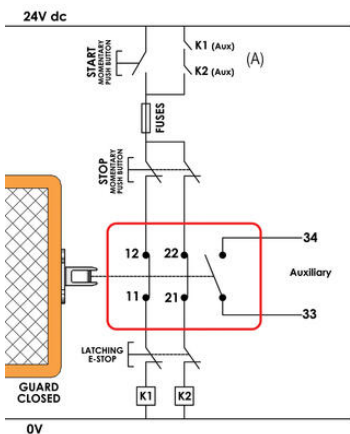 24V dc
START
MOMENTARY
PUSH BUTTON
K1 (Aux)
K2 (Aux)
(A)
FUSES
STOP
MOMENTARY
PUSH BUTTON
12
22
34
Auxiliary
11
21
33
LATCHING
E-STOP
GUARD
CLOSED
K1
K2
0V